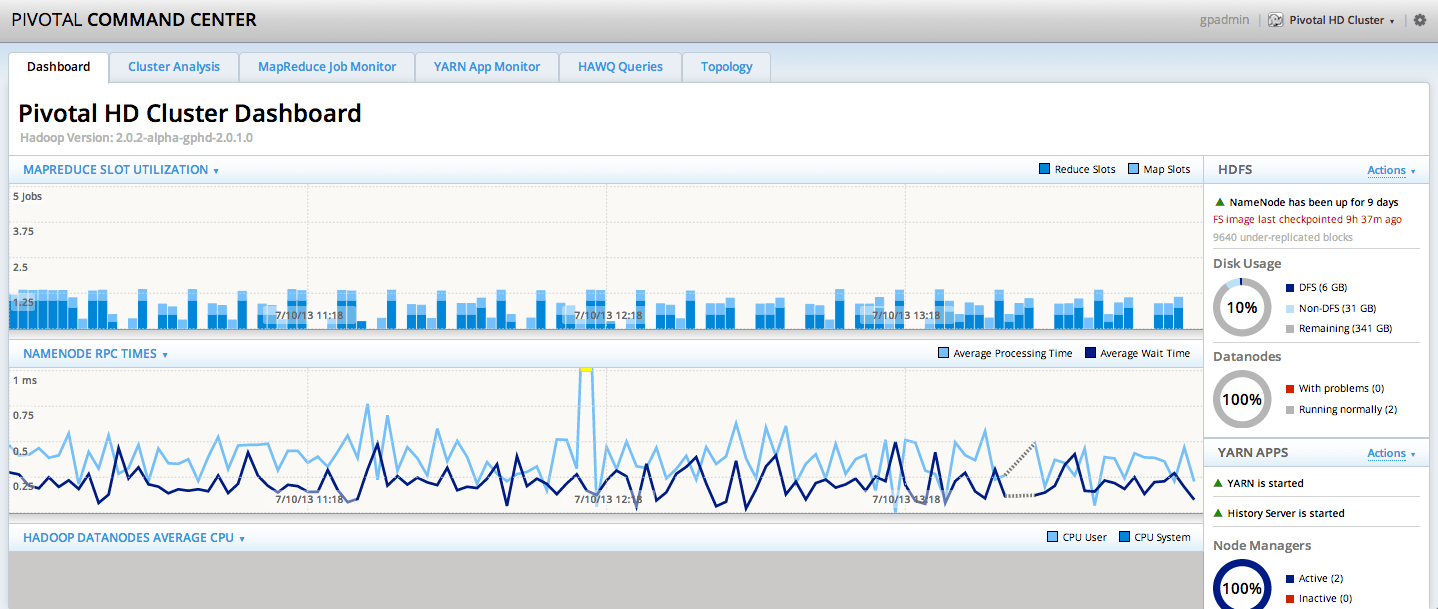 PIVOTAL COMMAND CENTER
gpadmin
Pivotal HD Cluster
Dashboard
Cluster Analysis
MapReduce Job Monitor
YARN App Monitor
HAWQ Queries
Topology
Pivotal HD Cluster Dashboard
Hadoop Version: 2.0.2-alpha-gphd-2.0.1.0
MAPREDUCE SLOT UTILIZATION
Reduce Slots
Map Slots
5 jobs
3.75
2.5
1.25
7/10/13 11:18
7/10/13 12:18
7/10/13 13:18
NAMENODE RPC TIMES
Average Processing Time
Average Wait Time
1 ms
0.75
0.5
0.25
7/10/13 11:18
7/10/13 12:18
7/10/13 13:18
HADOOP DATANODES AVERAGE CPU
CPU User
CPU System
HDFS
Actions
NameNode has been up for 9 days
FS image last checkpointed 9h 37m ago
9640 under-replicated blocks
Disk Usage
10%
DFS (6 GB)
Non-DFS (31 GB)
Remaining (341 GB)
Datanodes
100%
With problems (0)
Running normally (2)
YARN APPS
Actions
YARN is started
History Server is started
Node Managers
100%
Active (2)
Inactive (0)